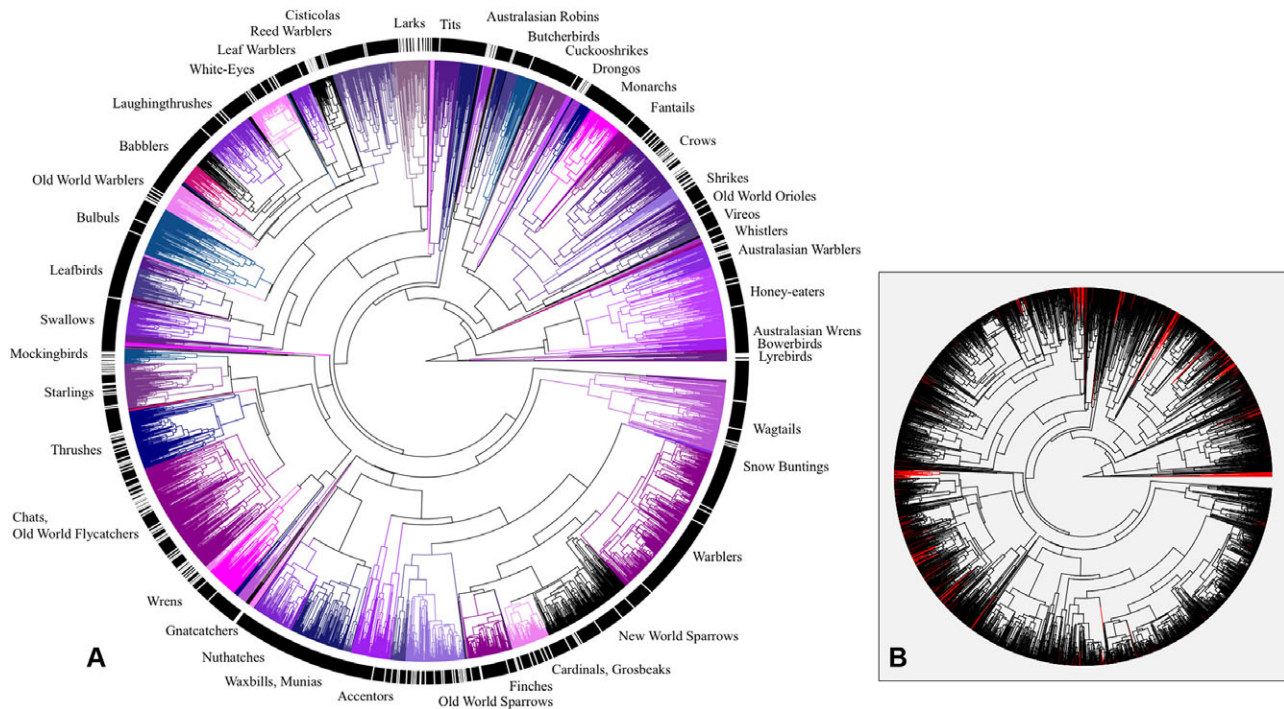 Cisticolas
Reed Warblers
Leaf Warblers
White-Eyes
Laughingthrushes
Babblers
Old World Warblers
Bulbuls
Leafbirds
Swallows
Mockingbirds
Starlings
Thrushes
Chats,
Old World Flycatchers
Wrens
Gnatcatchers
Nuthatches
Waxbills, Munias
Accentors
Larks
Tits
Australasian Robins
Butcherbirds
Cuckooshrikes
Drongos
Monarchs
Fantails
Crows
Shrikes
Old World Orioles
Vireos
Whistlers
Australasian Warblers
Honey-eaters
Australasian Wrens
Bowerbirds
Lyrebirds
Wagtails
Snow Buntings
Warblers
New World Sparrows
Cardinals, Grosbeaks
Finches
Old World Sparrows
A
B